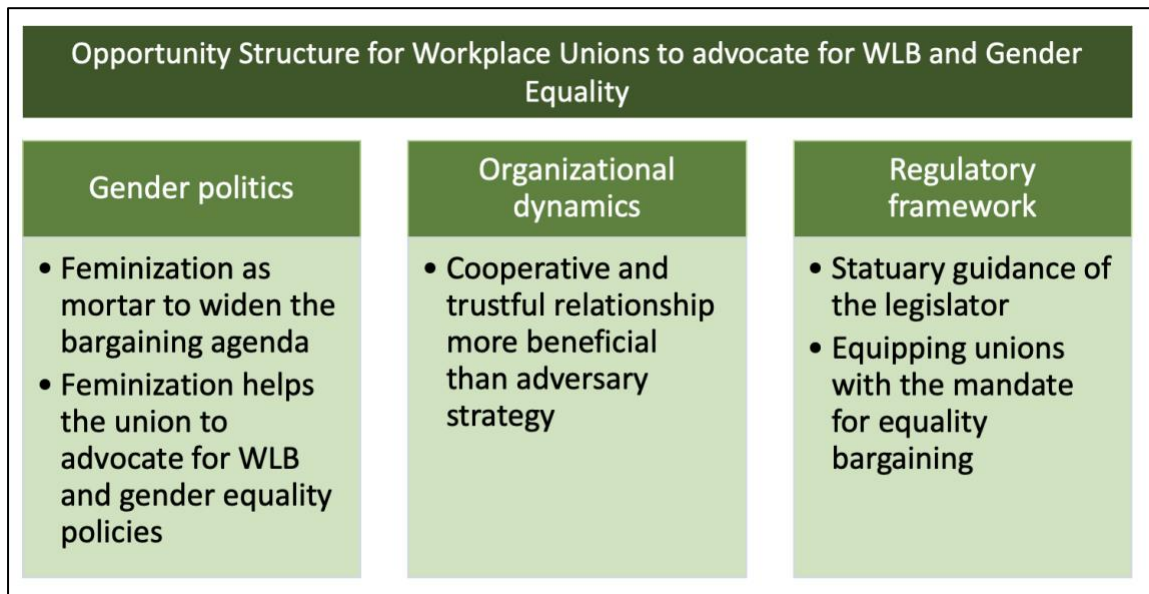 Opportunity Structure for Workplace Unions to advocate for WLB and Gender
Equality
Gender politics
• Feminization as
mortar to widen the
bargaining agenda
• Feminization helps
the union to
advocate for WLB
and gender equality
policies
Organizational
dynamics
• Cooperative and
trustful relationship
more beneficial
than adversary
strategy
Regulatory
framework
• Statuary guidance of
the legislator
• Equipping unions
with the mandate
for equality
bargaining